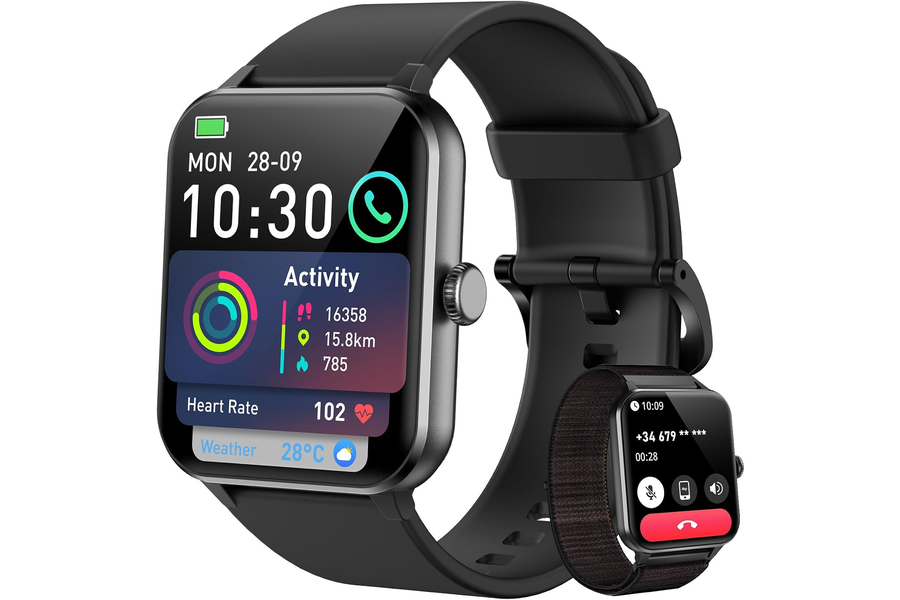 MON 28-09
10:30
Activity
16358
15.8km
785
Heart Rate 102
Weather 28°C
10:09
+34 679 ** ***
00:28